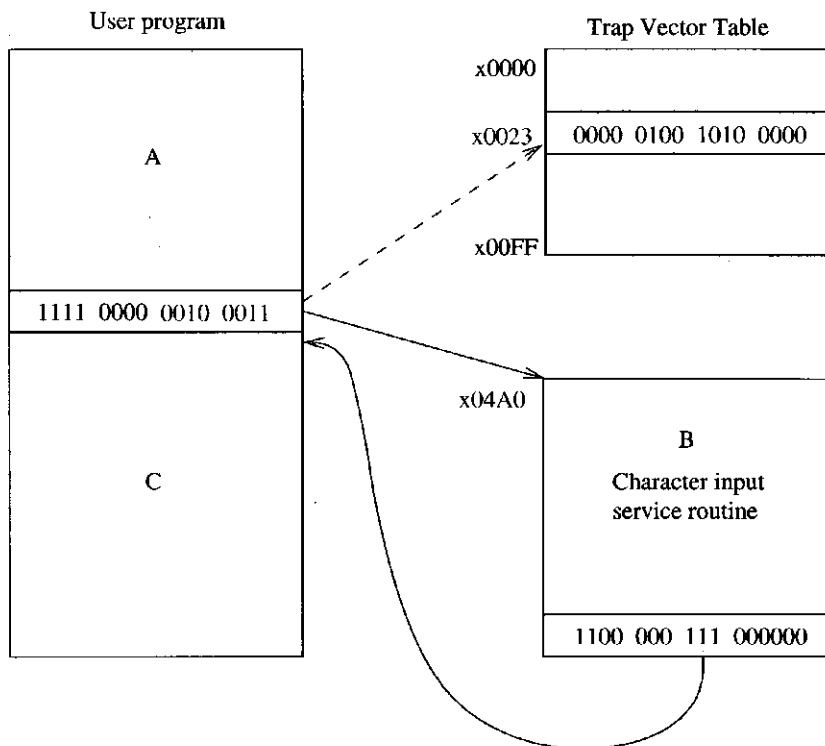 User program
Trap Vector Table
x0000
x0023
0000 0100 1010 0000
A
x00FF
1111 0000 0010 0011
x04A0
B
C
Character input
service routine
1100 000 111 000000